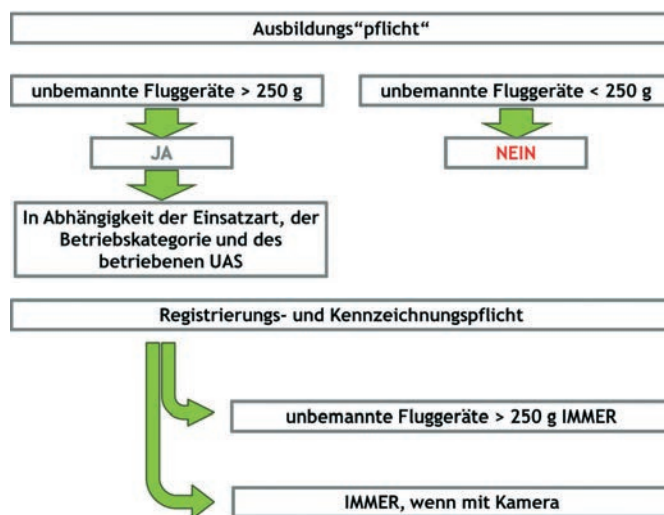 Ausbildungs“pflicht“
unbemannte Fluggeräte > 250 g
unbemannte Fluggeräte < 250 g
JA
NEIN
In Abhängigkeit der Einsatzart, der
Betriebskategorie und des
betriebenen UAS
Registrierungs- und Kennzeichnungspflicht
unbemannte Fluggeräte > 250 g IMMER
IMMER, wenn mit Kamera